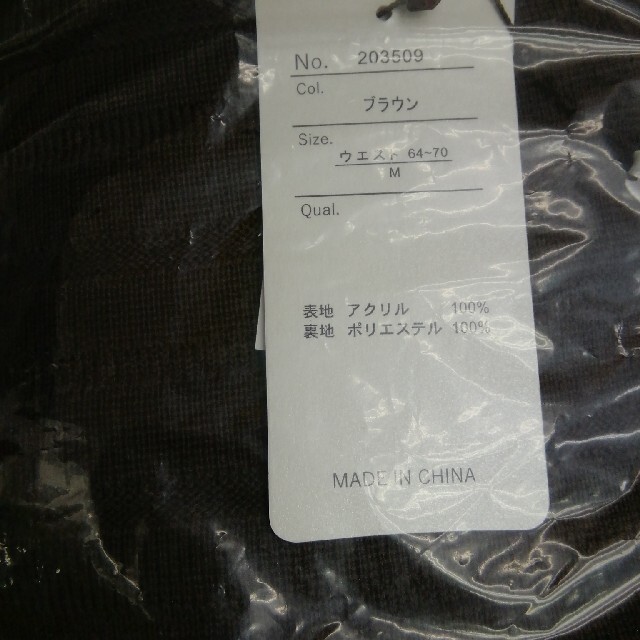 No. 203509
Col.
ブラウン
Size.
ウエスト 64~70
M
Qual.
表地 アクリル 100%
裏地 ポリエステル 100%
MADE IN CHINA